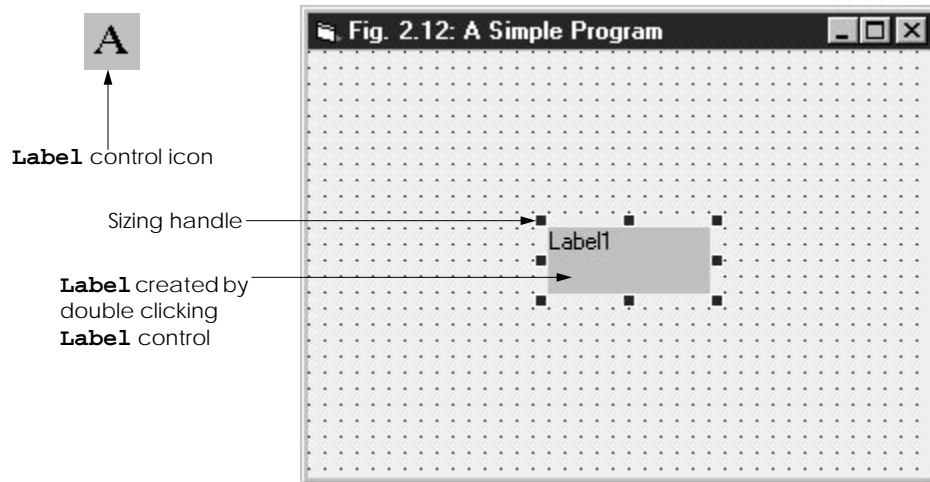 A
Fig. 2.12: A Simple Program
Label control icon
Sizing handle
Label1
Label created by
double clicking
Label control